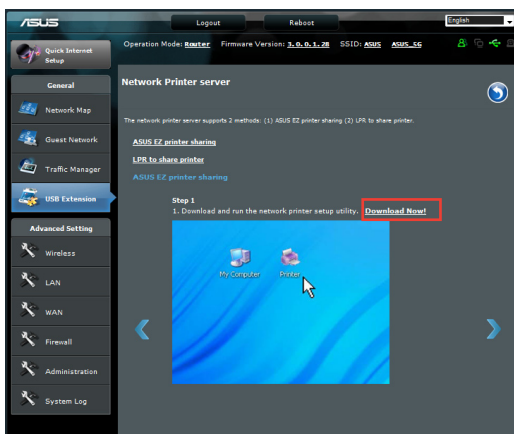 ASUS
Logout
Reboot
English
Quick Internet
Setup
Operation Mode: Router Firmware Version: 3.0.0.1.28 SSID: ASUS ASUS_5G
General
Network Map
Guest Network
Traffic Manager
USB Extension
Advanced Setting
Wireless
LAN
WAN
Firewall
Administration
System Log
Network Printer server
The network printer server supports 2 methods: (1) ASUS EZ printer sharing (2) LPR to share printer.
ASUS EZ printer sharing
LPR to share printer
ASUS EZ printer sharing
Step 1
1. Download and run the network printer setup utility. Download Now!
My Computer
Printer